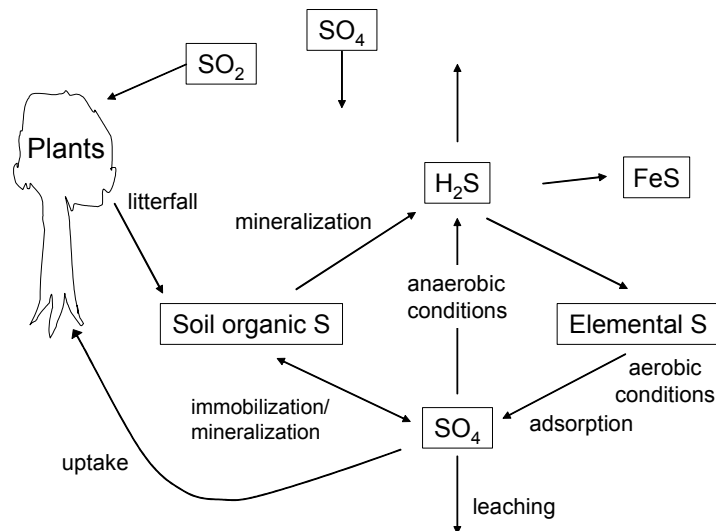 SO₄
SO₂
Plants
H₂S
FeS
litterfall
mineralization
anaerobic
conditions
Soil organic S
Elemental S
aerobic
conditions
immobilization/
mineralization
SO₄
adsorption
uptake
leaching